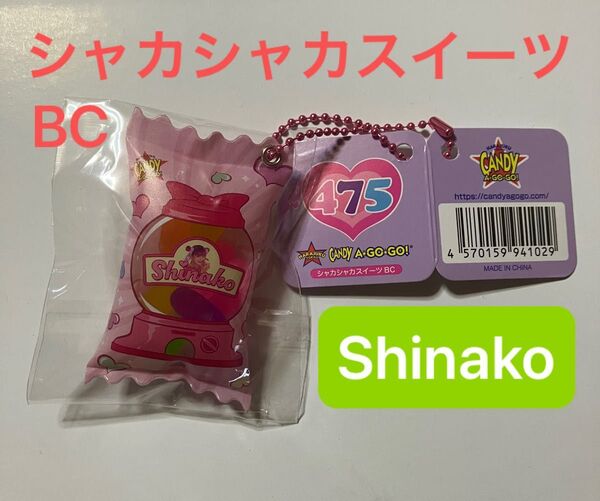 シャカシャカスイーツ
BC
CANDY
Shinako
475
HARAJUKU
CANDY A・GO・GO!
シャカシャカスイーツ BC
HARAJUKU
CANDY
A・GO・GO!
https://candyagogo.com/
4 570159 941029
MADE IN CHINA
Shinako